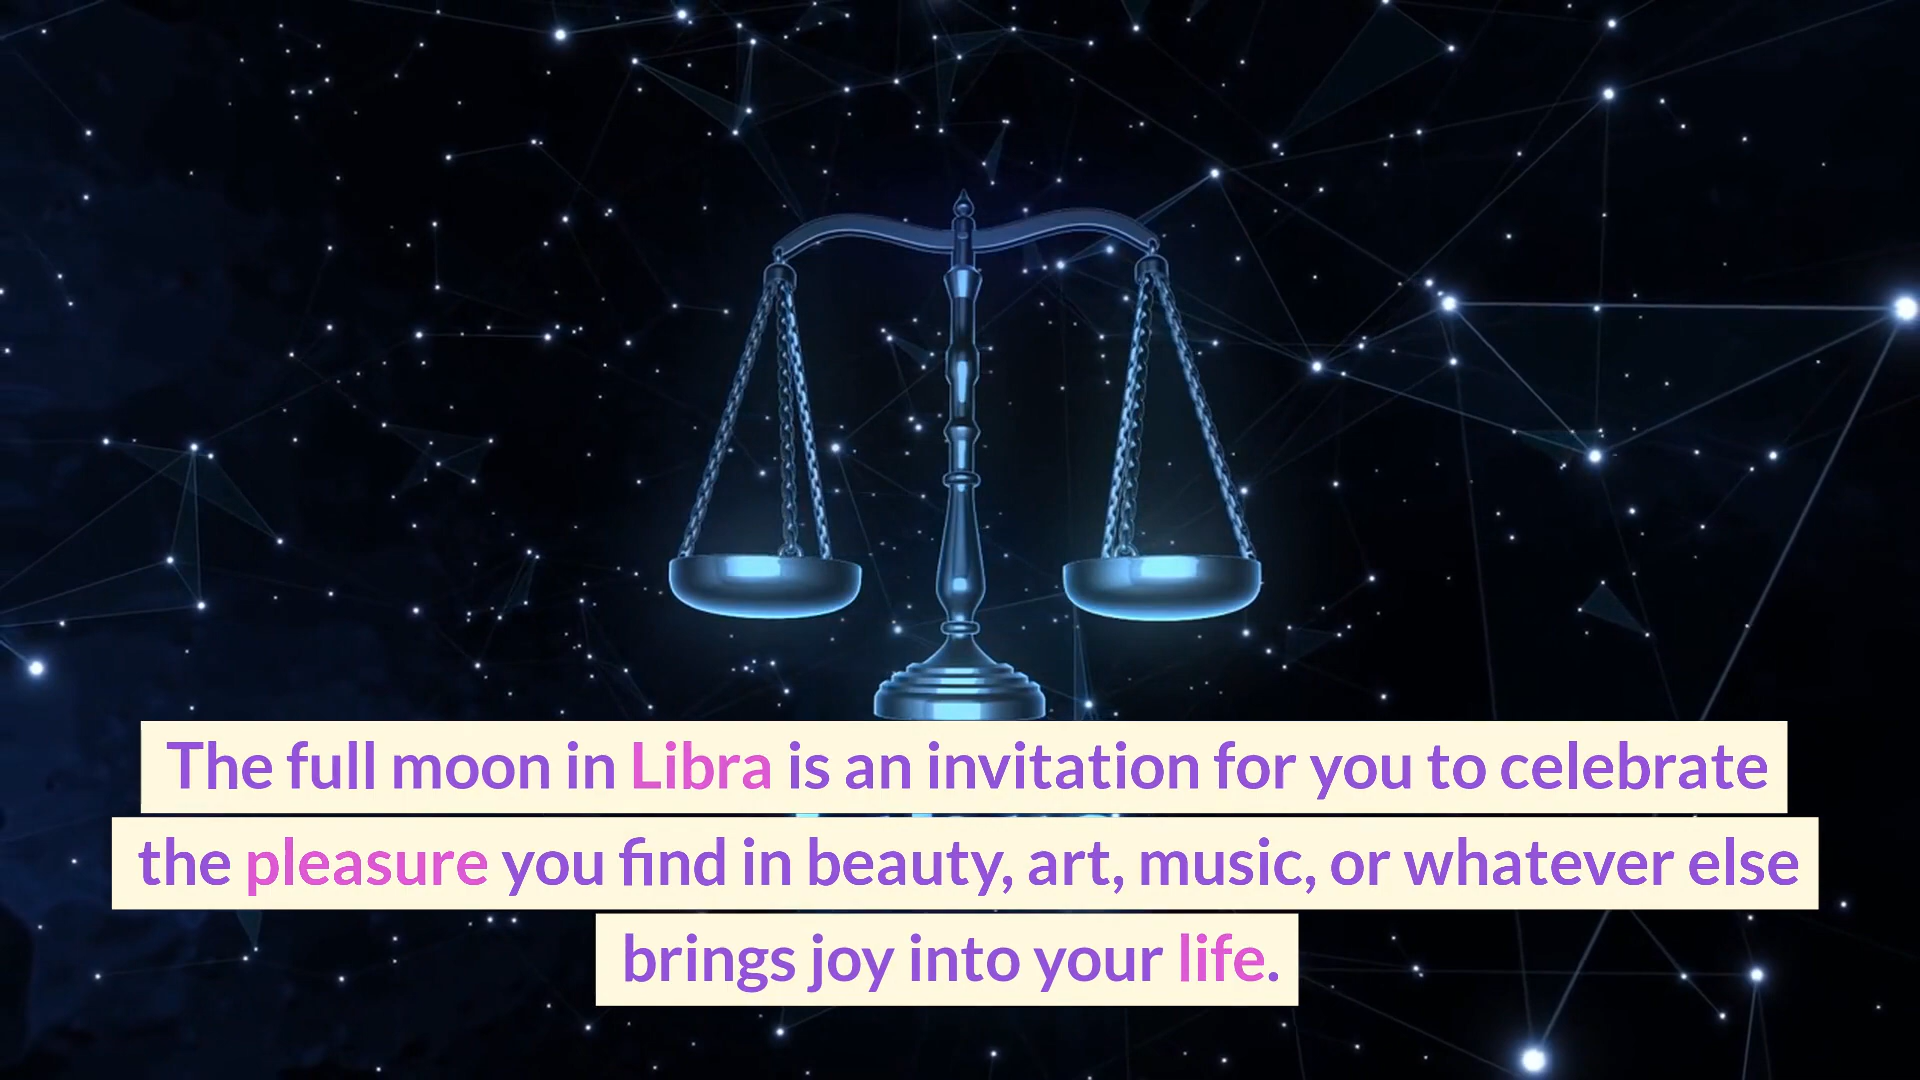 The full moon in Libra is an invitation for you to celebrate
the pleasure you find in beauty, art, music, or whatever else
brings joy into your life.